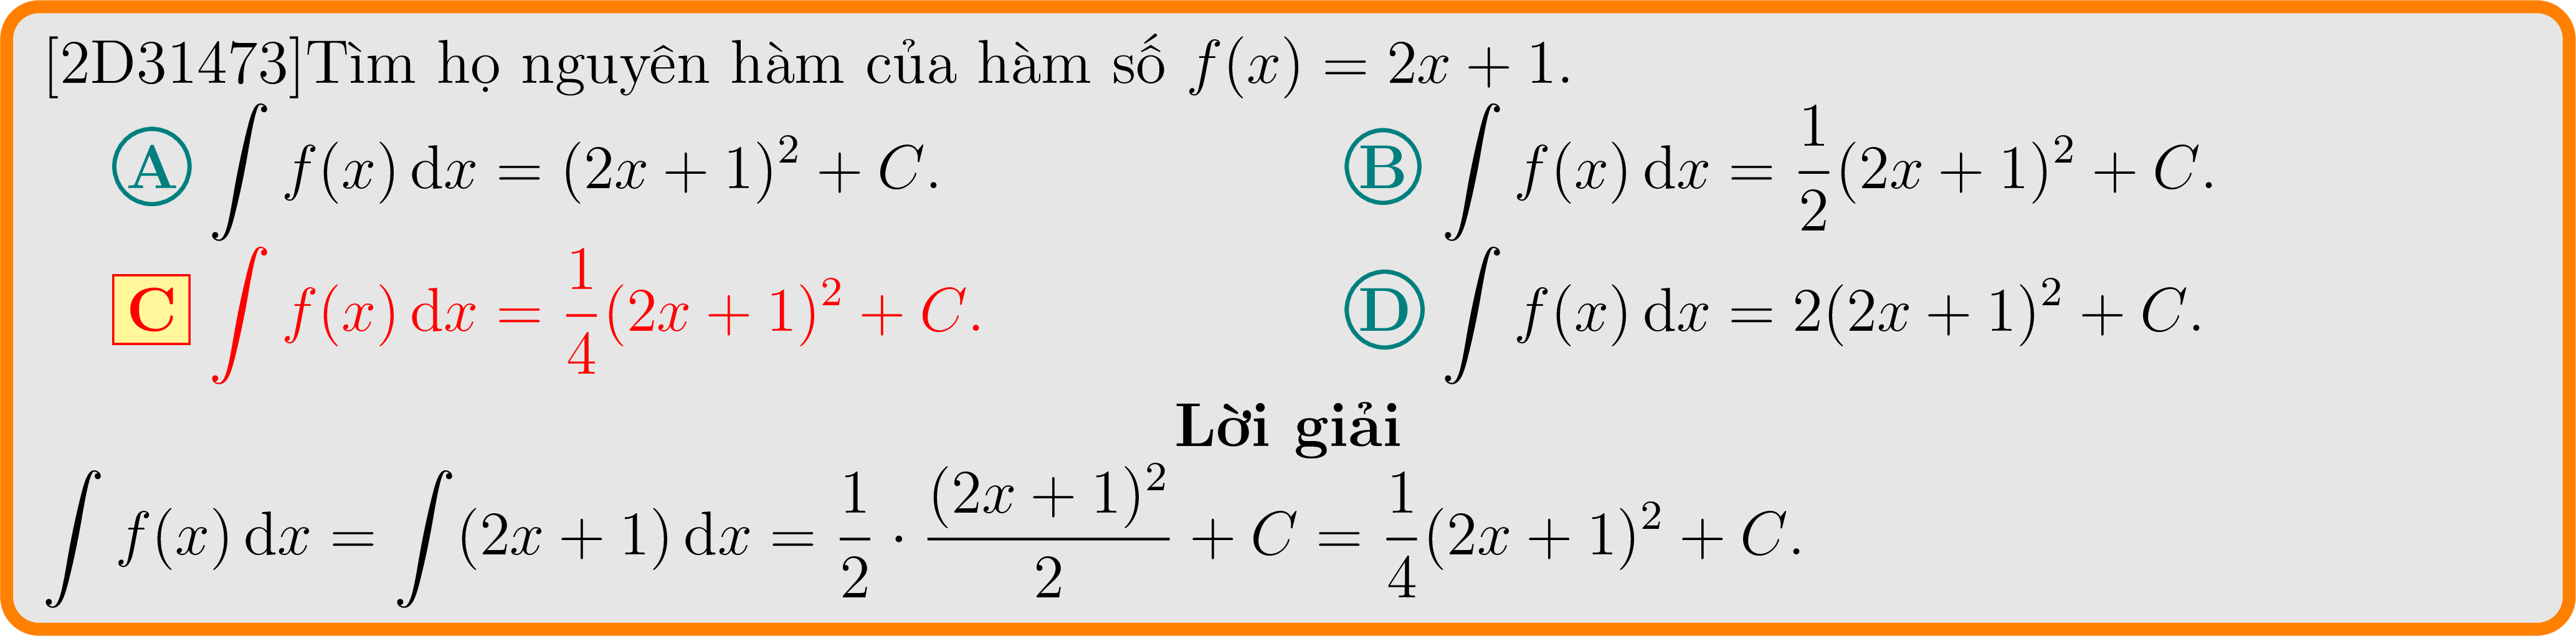 [2D31473]Tìm họ nguyên hàm của hàm số $f(x) = 2x + 1$.
A $\int f(x)\,\mathrm{d}x = (2x + 1)^2 + C$. B $\int f(x)\,\mathrm{d}x = \frac{1}{2}(2x + 1)^2 + C$.
C $\int f(x)\,\mathrm{d}x = \frac{1}{4}(2x + 1)^2 + C$. D $\int f(x)\,\mathrm{d}x = 2(2x + 1)^2 + C$.
Lời giải
$\int f(x)\,\mathrm{d}x = \int (2x + 1)\,\mathrm{d}x = \frac{1}{2} \cdot \frac{(2x + 1)^2}{2} + C = \frac{1}{4}(2x + 1)^2 + C$.